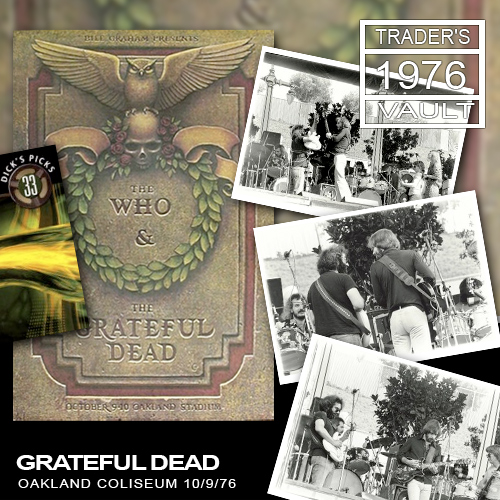 BILL GRAHAM PRESENTS
TRADER'S
1976
VAULT
DICK'S PICKS
33
THE
WHO
&
THE
GRATEFUL
DEAD
OCTOBER 9-10 OAKLAND STADIUM
GRATEFUL DEAD
OAKLAND COLISEUM 10/9/76